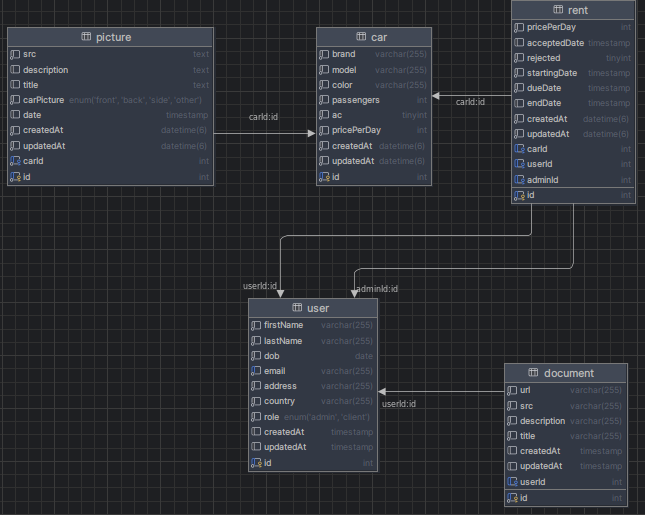 picture
src text
description text
title text
carPicture enum('front', 'back', 'side', 'other')
date timestamp
createdAt datetime(6)
updatedAt datetime(6)
carId int
id int
carId:id
car
brand varchar(255)
model varchar(255)
color varchar(255)
passengers int
ac tinyint
pricePerDay int
createdAt datetime(6)
updatedAt datetime(6)
id int
carId:id
rent
pricePerDay int
acceptedDate timestamp
rejected tinyint
startingDate timestamp
dueDate timestamp
endDate timestamp
createdAt datetime(6)
updatedAt datetime(6)
carId int
userId int
adminId int
id int
userId:id
adminId:id
user
firstName varchar(255)
lastName varchar(255)
dob date
email varchar(255)
address varchar(255)
country varchar(255)
role enum('admin', 'client')
createdAt timestamp
updatedAt timestamp
id int
userId:id
document
url varchar(255)
src varchar(255)
description varchar(255)
title varchar(255)
createdAt timestamp
updatedAt timestamp
userId int
id int